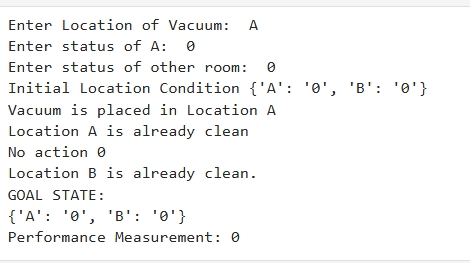 Enter Location of Vacuum:  A
Enter status of A:  0
Enter status of other room:  0
Initial Location Condition {'A': '0', 'B': '0'}
Vacuum is placed in Location A
Location A is already clean
No action 0
Location B is already clean.
GOAL STATE:
{'A': '0', 'B': '0'}
Performance Measurement: 0